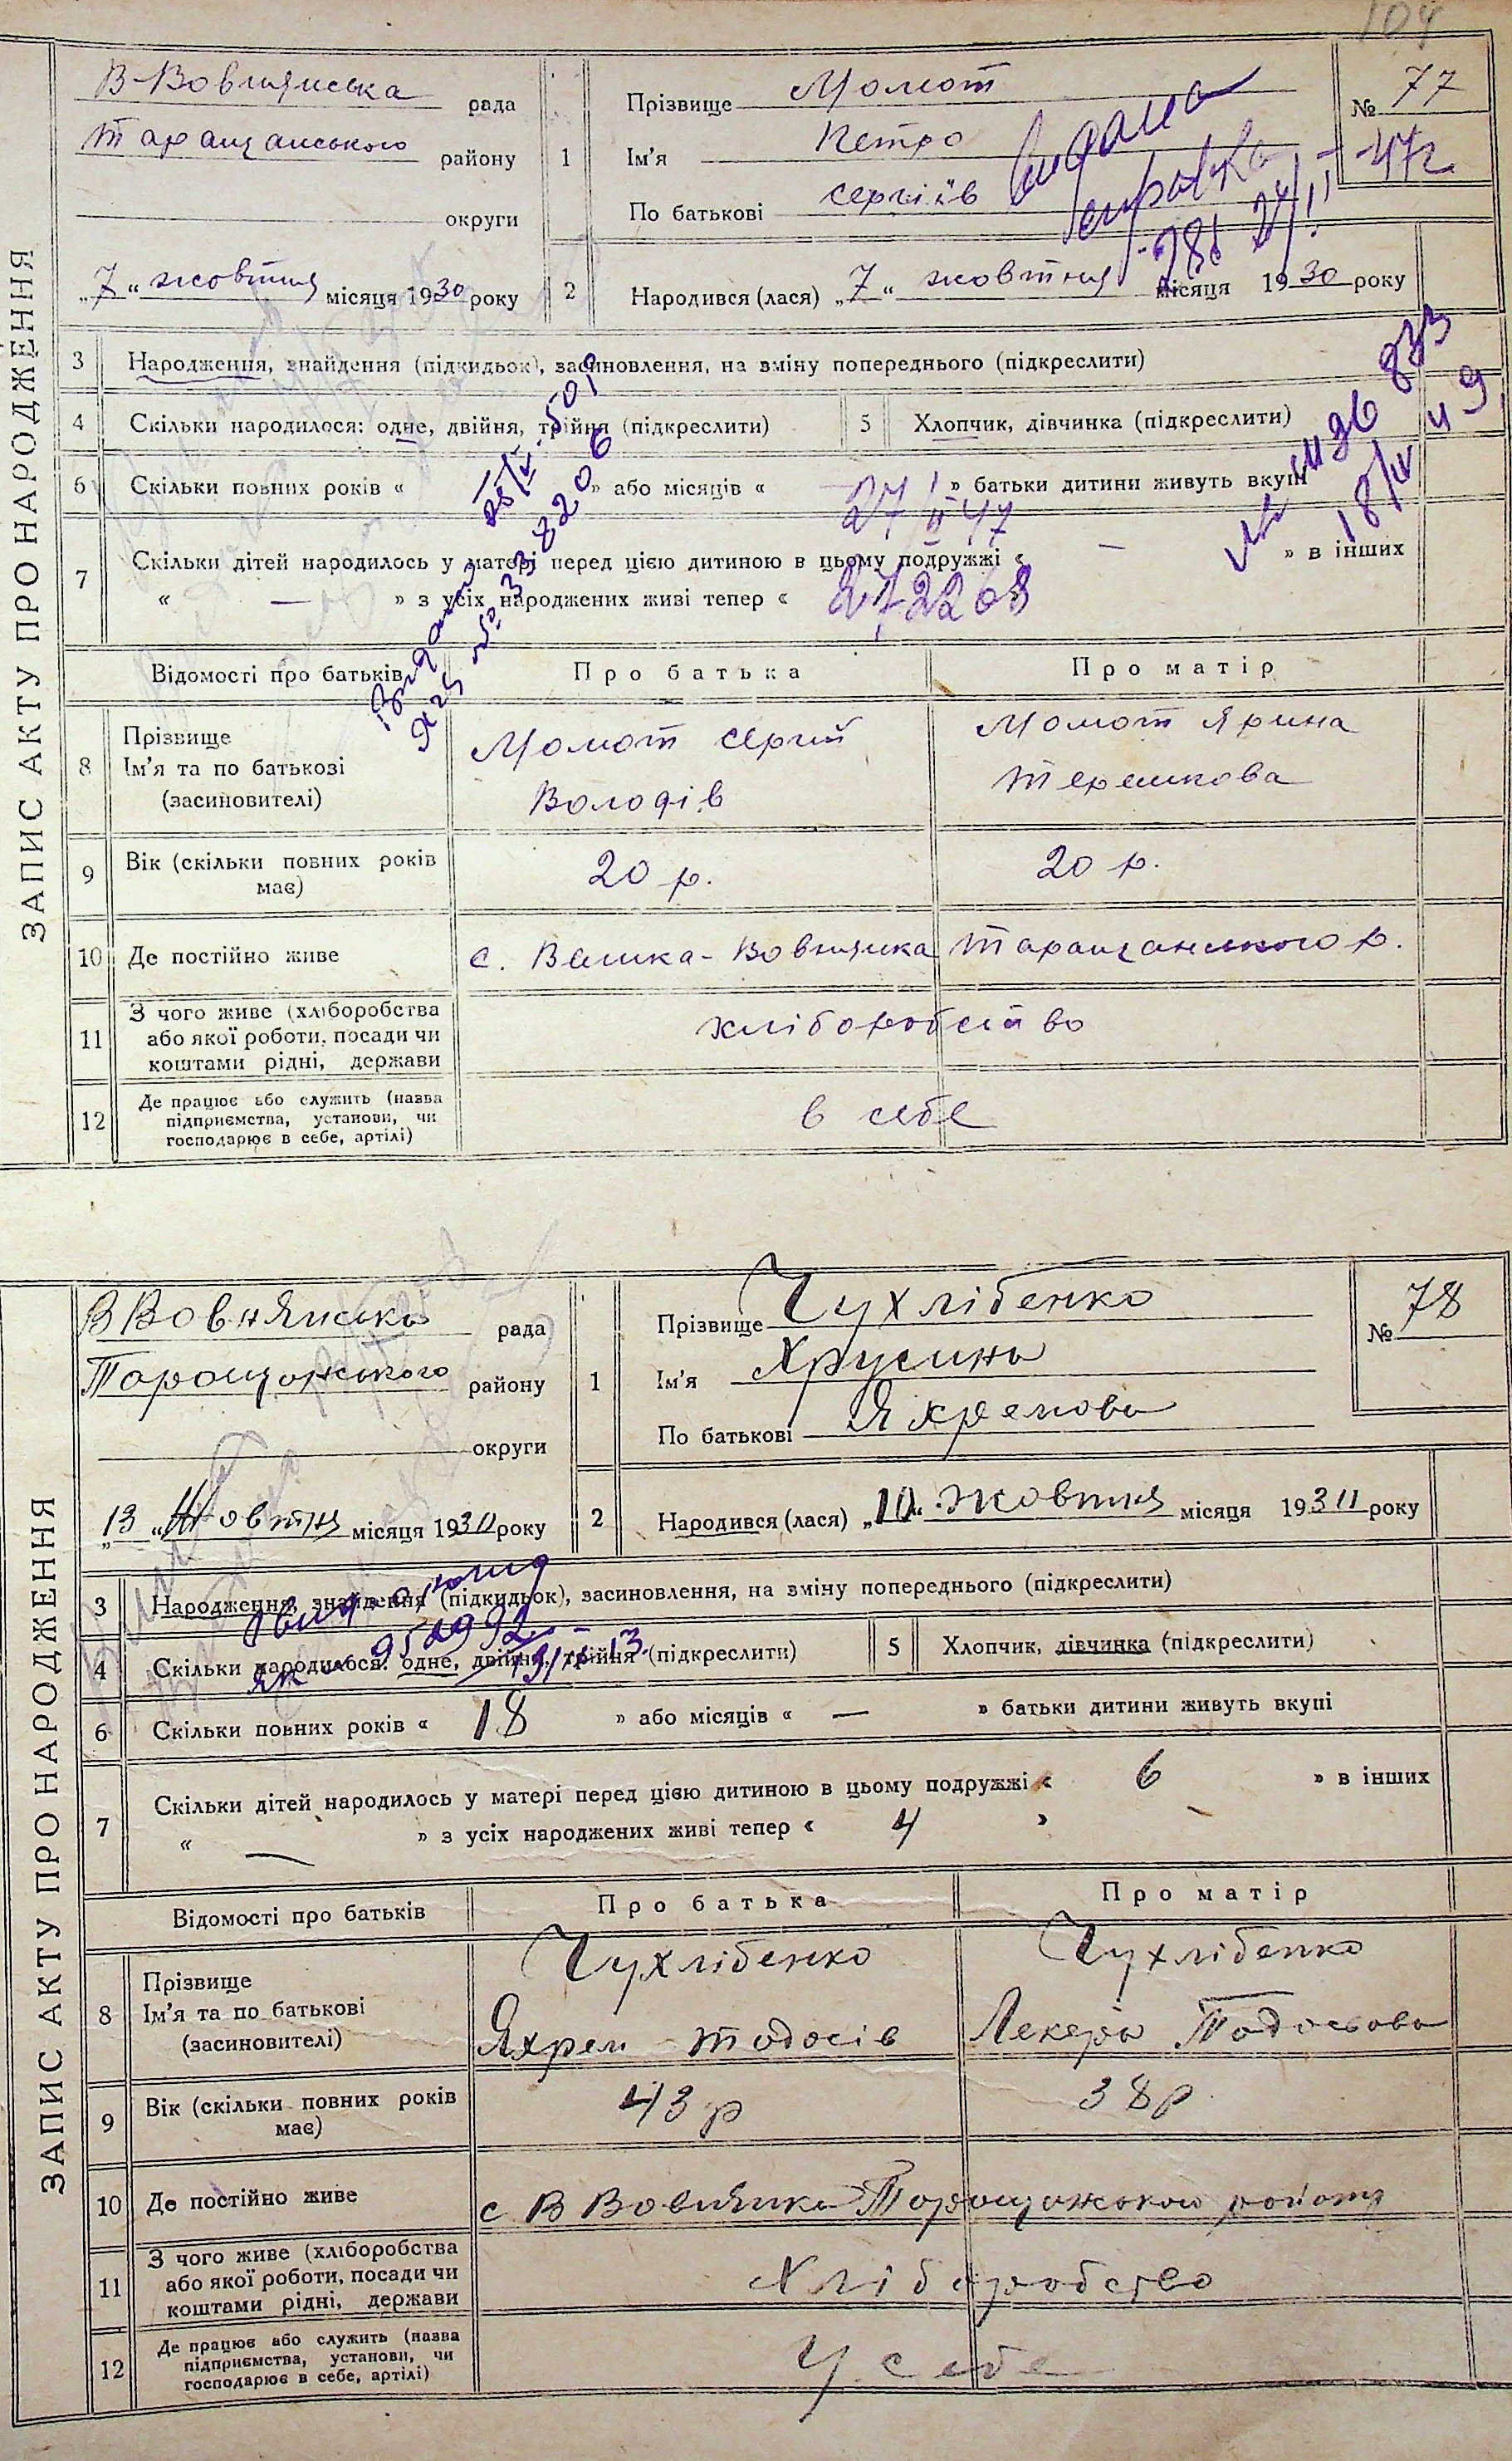 104
ЗАПИС АКТУ ПРО НАРОДЖЕННЯ
В-Вовнянська рада
Таращанського району
округи
„7“ жовтня місяця 1930 року
1
Прізвище Момот
Ім'я Петро
По батькові Сергіїв
№ 77
видана
справка
47г
2
Народився (лася) „7“ жовтня місяця 1930 року
3 Народження, знайдення (підкидьок), засиновлення, на зміну попереднього (підкреслити)
4 Скільки народилося: одне, двійня, трійня (підкреслити)
5 Хлопчик, дівчинка (підкреслити)
6 Скільки повних років « » або місяців « — » батьки дитини живуть вкупі
7 Скільки дітей народилось у матері перед цією дитиною в цьому подружжі « — » в інших
« — » з усіх народжених живі тепер «
Відомості про батьків
Про батька
Про матір
8 Прізвище
Ім'я та по батькові
(засиновителі)
Момот Сергій
Володів
Момот Ярина
Терешкова
9 Вік (скільки повних років
має)
20 р.
20 р.
10 Де постійно живе
с. Велика-Вовнянка Таращанського р.
11 З чого живе (хліборобства
або якої роботи, посади чи
коштами рідні, держави
хліборобство
12 Де працює або служить (назва
підприємства, установи, чи
господарює в себе, артілі)
в себе
ЗАПИС АКТУ ПРО НАРОДЖЕННЯ
В Вовнянська рада
Таращанського району
округи
„13“ Жовтня місяця 1930 року
1
Прізвище Чухлібенко
Ім'я Хрусина
По батькові Яхремова
№ 78
2
Народився (лася) „10“ жовтня місяця 1930 року
3 Народження, знайдення (підкидьок), засиновлення, на зміну попереднього (підкреслити)
4 Скільки народилося: одне, двійня, трійня (підкреслити)
5 Хлопчик, дівчинка (підкреслити)
6 Скільки повних років « 18 » або місяців « — » батьки дитини живуть вкупі
7 Скільки дітей народилось у матері перед цією дитиною в цьому подружжі « 6 » в інших
« — » з усіх народжених живі тепер « 4 »
Відомості про батьків
Про батька
Про матір
8 Прізвище
Ім'я та по батькові
(засиновителі)
Чухлібенко
Яхрем Тодосів
Чухлібенко
Лекера Тодосьова
9 Вік (скільки повних років
має)
43 р
38 р
10 Де постійно живе
с В Вовнянка Таращанського району
11 З чого живе (хліборобства
або якої роботи, посади чи
коштами рідні, держави
Хліборобство
12 Де працює або служить (назва
підприємства, установи, чи
господарює в себе, артілі)
У себе